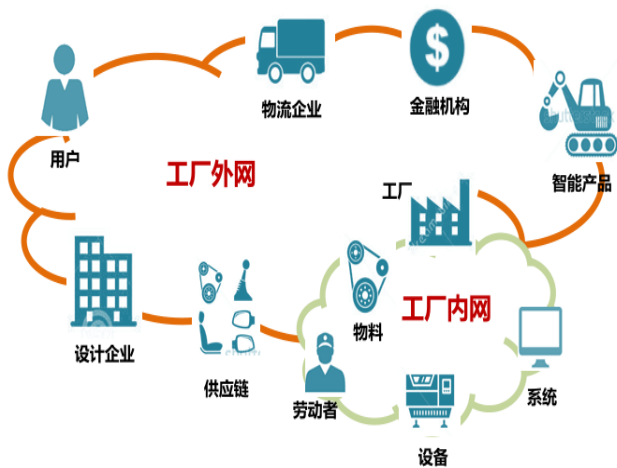 物流企业
金融机构
用户
工厂外网
智能产品
工厂
工厂内网
物料
设计企业
供应链
劳动者
系统
设备